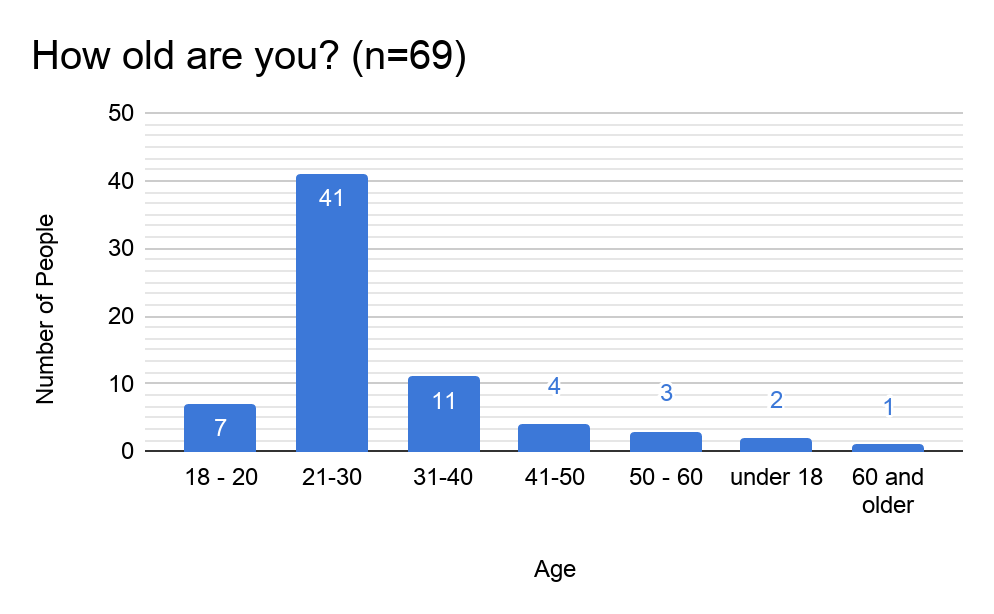 How old are you? (n=69)
Number of People
50
40
30
20
10
0
7
41
11
4
3
2
1
18 - 20
21-30
31-40
41-50
50 - 60
under 18
60 and
older
Age